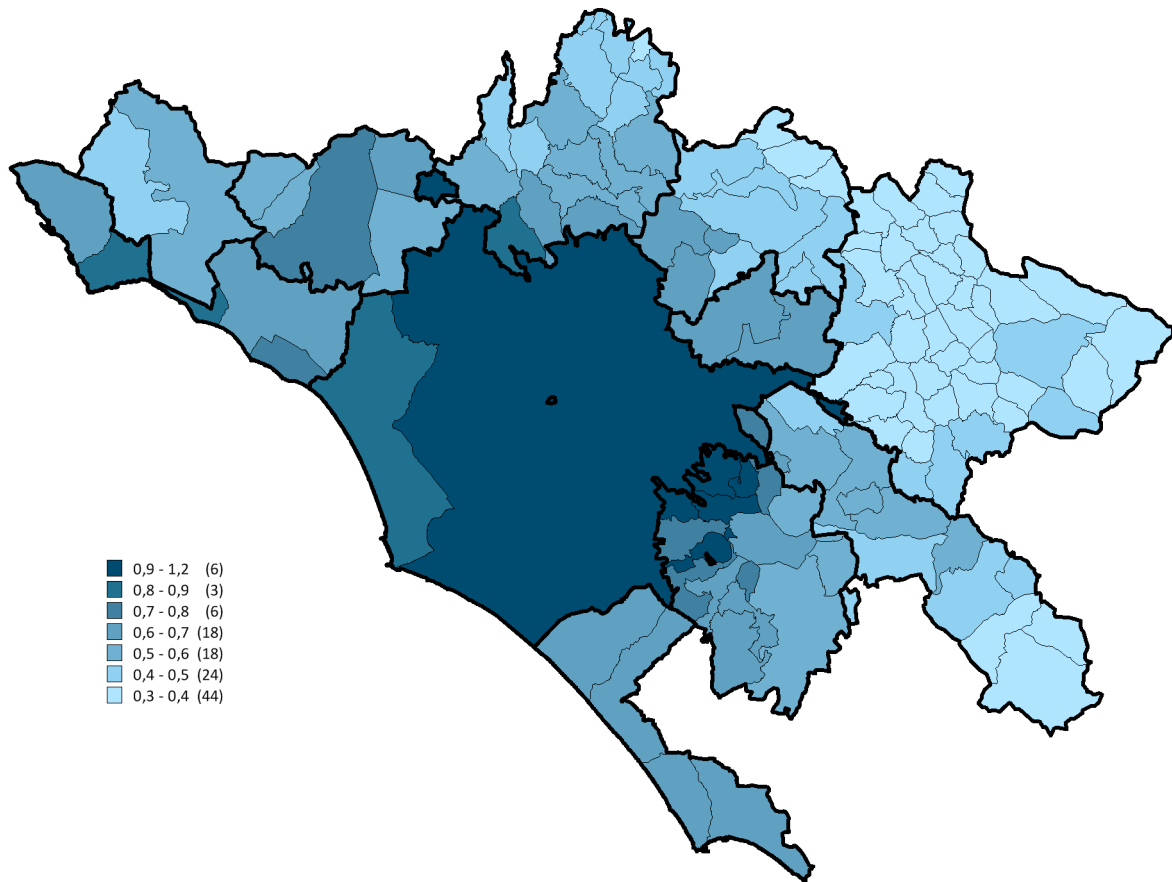 0,9 - 1,2 (6)
0,8 - 0,9 (3)
0,7 - 0,8 (6)
0,6 - 0,7 (18)
0,5 - 0,6 (18)
0,4 - 0,5 (24)
0,3 - 0,4 (44)